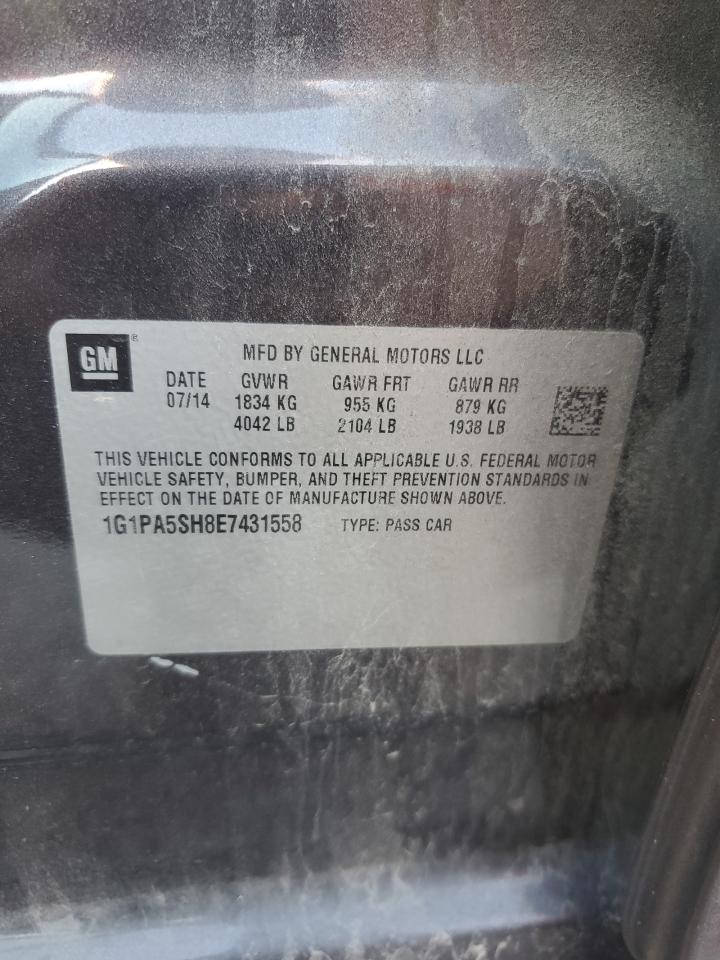 GM ®
MFD BY GENERAL MOTORS LLC
DATE GVWR GAWR FRT GAWR RR
07/14 1834 KG 955 KG 879 KG
4042 LB 2104 LB 1938 LB
THIS VEHICLE CONFORMS TO ALL APPLICABLE U.S. FEDERAL MOTOR
VEHICLE SAFETY, BUMPER, AND THEFT PREVENTION STANDARDS IN
EFFECT ON THE DATE OF MANUFACTURE SHOWN ABOVE.
1G1PA5SH8E7431558 TYPE: PASS CAR